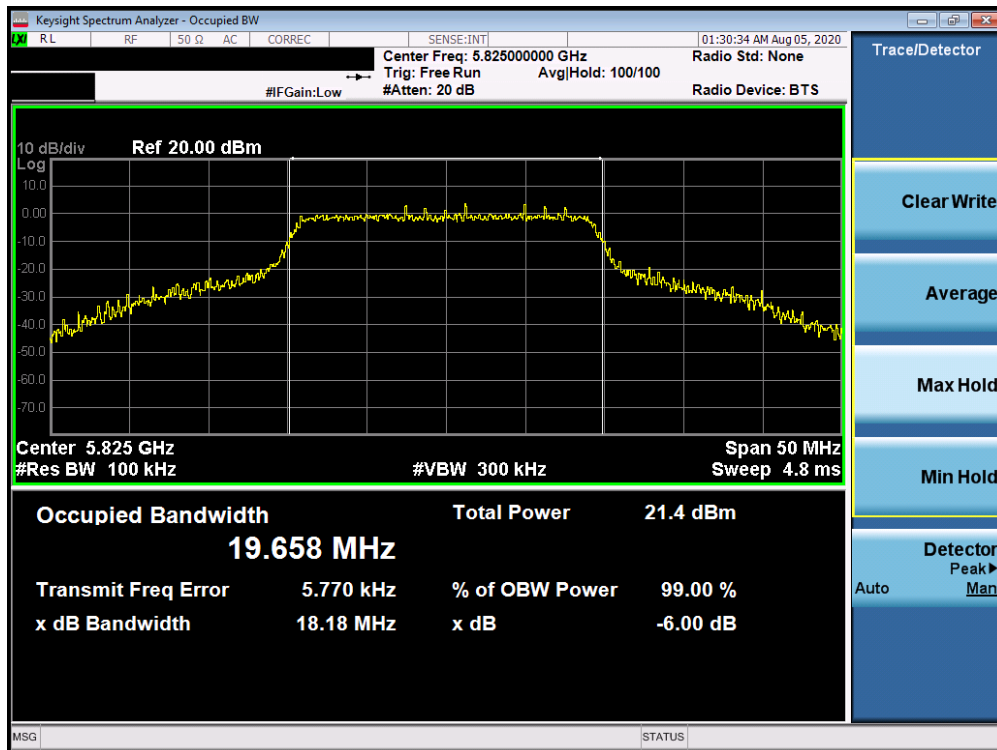 Keysight Spectrum Analyzer - Occupied BW
LXI RL RF 50 Ω AC CORREC SENSE:INT 01:30:34 AM Aug 05, 2020
Center Freq: 5.825000000 GHz Radio Std: None
Trig: Free Run Avg|Hold: 100/100
#IFGain:Low #Atten: 20 dB Radio Device: BTS
Trace/Detector
10 dB/div Ref 20.00 dBm
Log
10.0
0.00
-10.0
-20.0
-30.0
-40.0
-50.0
-60.0
-70.0
Center 5.825 GHz Span 50 MHz
#Res BW 100 kHz #VBW 300 kHz Sweep 4.8 ms
Occupied Bandwidth Total Power 21.4 dBm
19.658 MHz
Transmit Freq Error 5.770 kHz % of OBW Power 99.00 %
x dB Bandwidth 18.18 MHz x dB -6.00 dB
Clear Write
Average
Max Hold
Min Hold
Detector
Peak▶
Auto Man
MSG STATUS